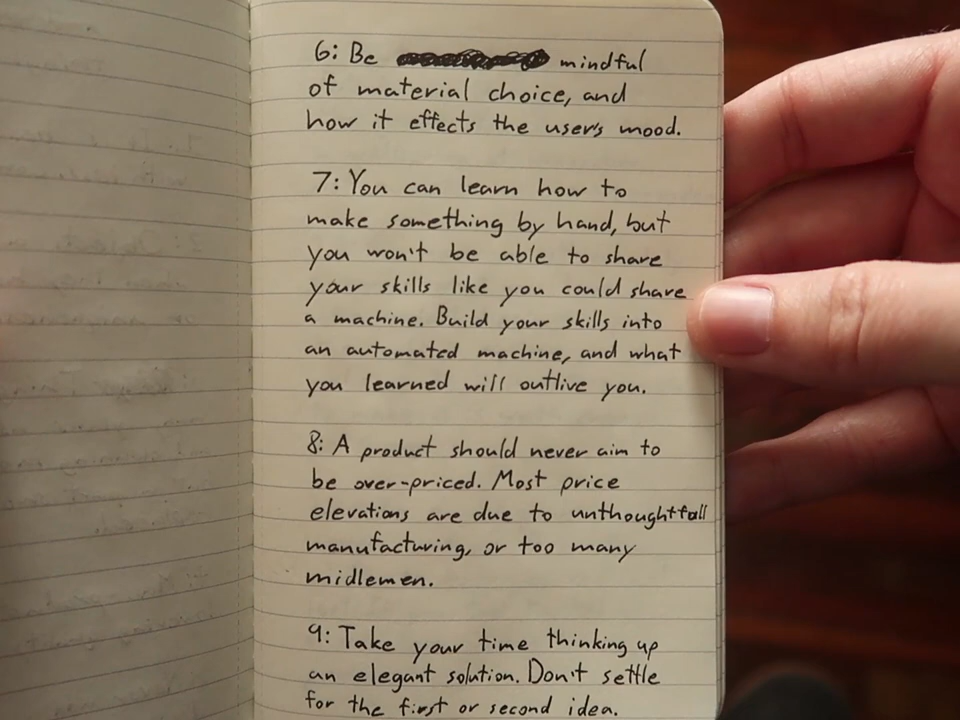 6: Be mindful
of material choice, and
how it effects the user's mood.
7: You can learn how to
make something by hand, but
you won't be able to share
your skills like you could share
a machine. Build your skills into
an automated machine, and what
you learned will outlive you.
8: A product should never aim to
be over-priced. Most price
elevations are due to unthoughtfull
manufacturing, or too many
midlemen.
9: Take your time thinking up
an elegant solution. Don't settle
for the first or second idea.